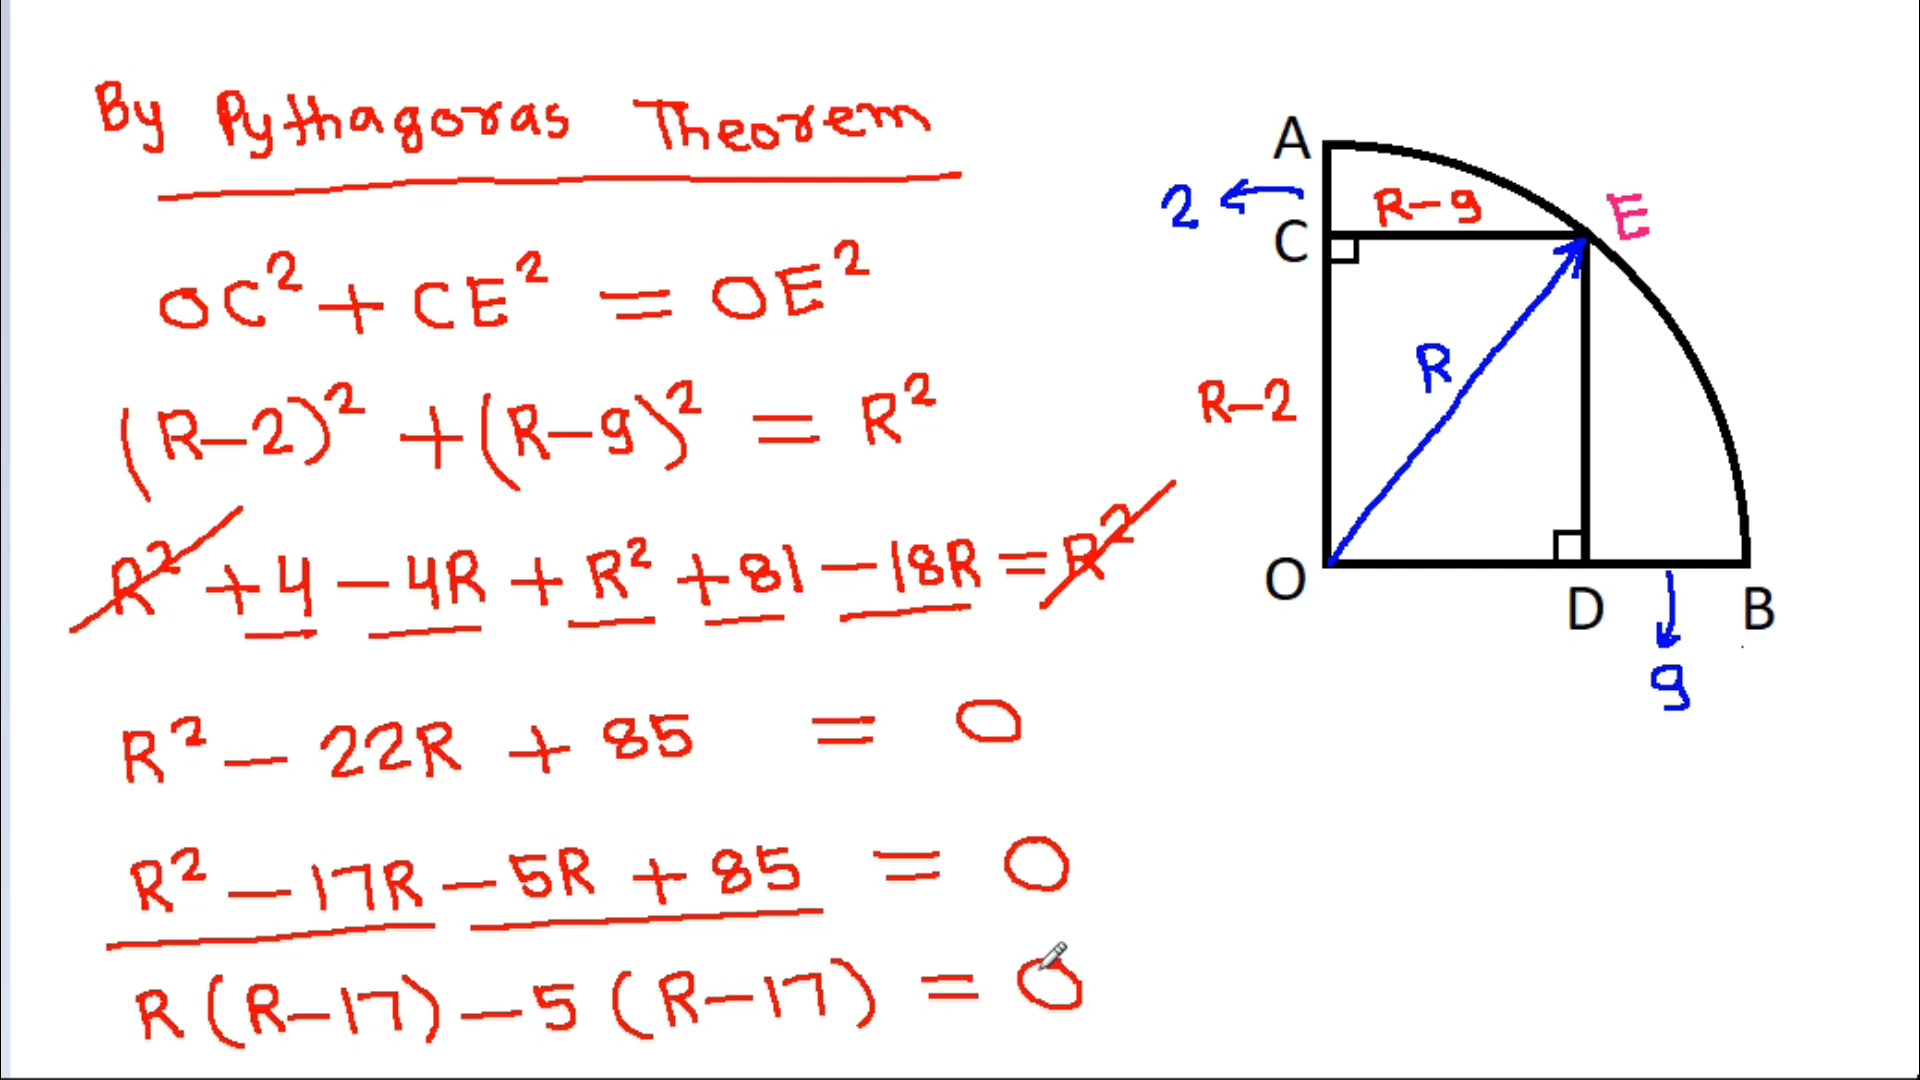 By Pythagoras Theorem
OC² + CE² = OE²
(R-2)² + (R-9)² = R²
R² + 4 - 4R + R² + 81 - 18R = R²
R² - 22R + 85 = 0
R² - 17R - 5R + 85 = 0
R(R-17) - 5(R-17) = 0
A
2
R-9
E
C
R
R-2
O
D
B
9